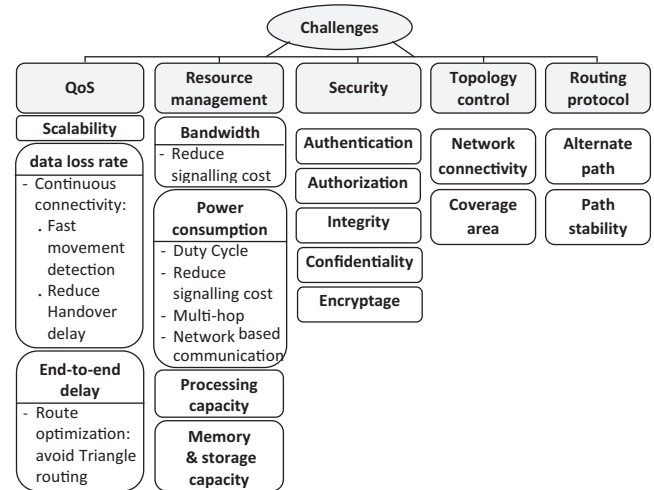 Challenges
QoS
Scalability
data loss rate
- Continuous
connectivity:
. Fast
movement
detection
. Reduce
Handover
delay
End-to-end
delay
- Route
optimization:
avoid Triangle
routing
Resource
management
Bandwidth
- Reduce
signalling cost
Power
consumption
- Duty Cycle
- Reduce
signalling cost
- Multi-hop
- Network based
communication
Processing
capacity
Memory
& storage
capacity
Security
Authentication
Authorization
Integrity
Confidentiality
Encryptage
Topology
control
Network
connectivity
Coverage
area
Routing
protocol
Alternate
path
Path
stability